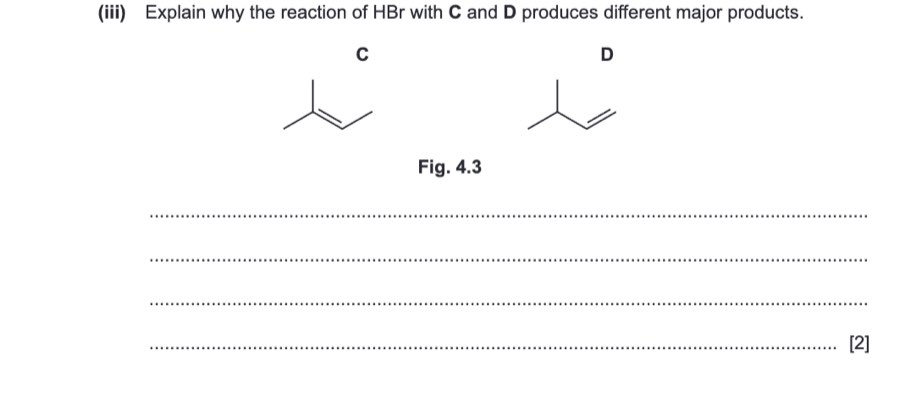 (iii) Explain why the reaction of HBr with C and D produces different major products.
C D
Fig. 4.3
[2]